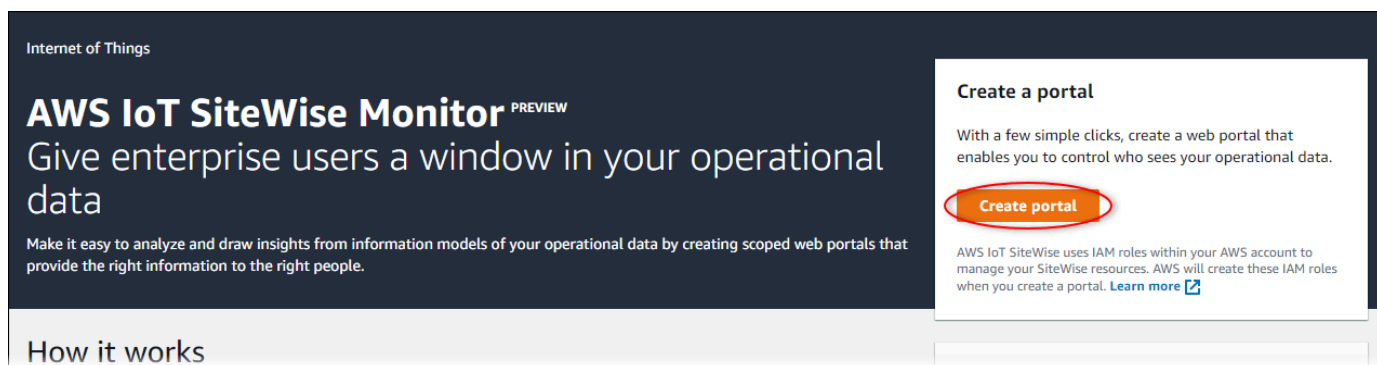 Internet of Things
AWS IoT SiteWise Monitor PREVIEW
Give enterprise users a window in your operational
data
Make it easy to analyze and draw insights from information models of your operational data by creating scoped web portals that
provide the right information to the right people.
Create a portal
With a few simple clicks, create a web portal that
enables you to control who sees your operational data.
Create portal
AWS IoT SiteWise uses IAM roles within your AWS account to
manage your SiteWise resources. AWS will create these IAM roles
when you create a portal. Learn more
How it works